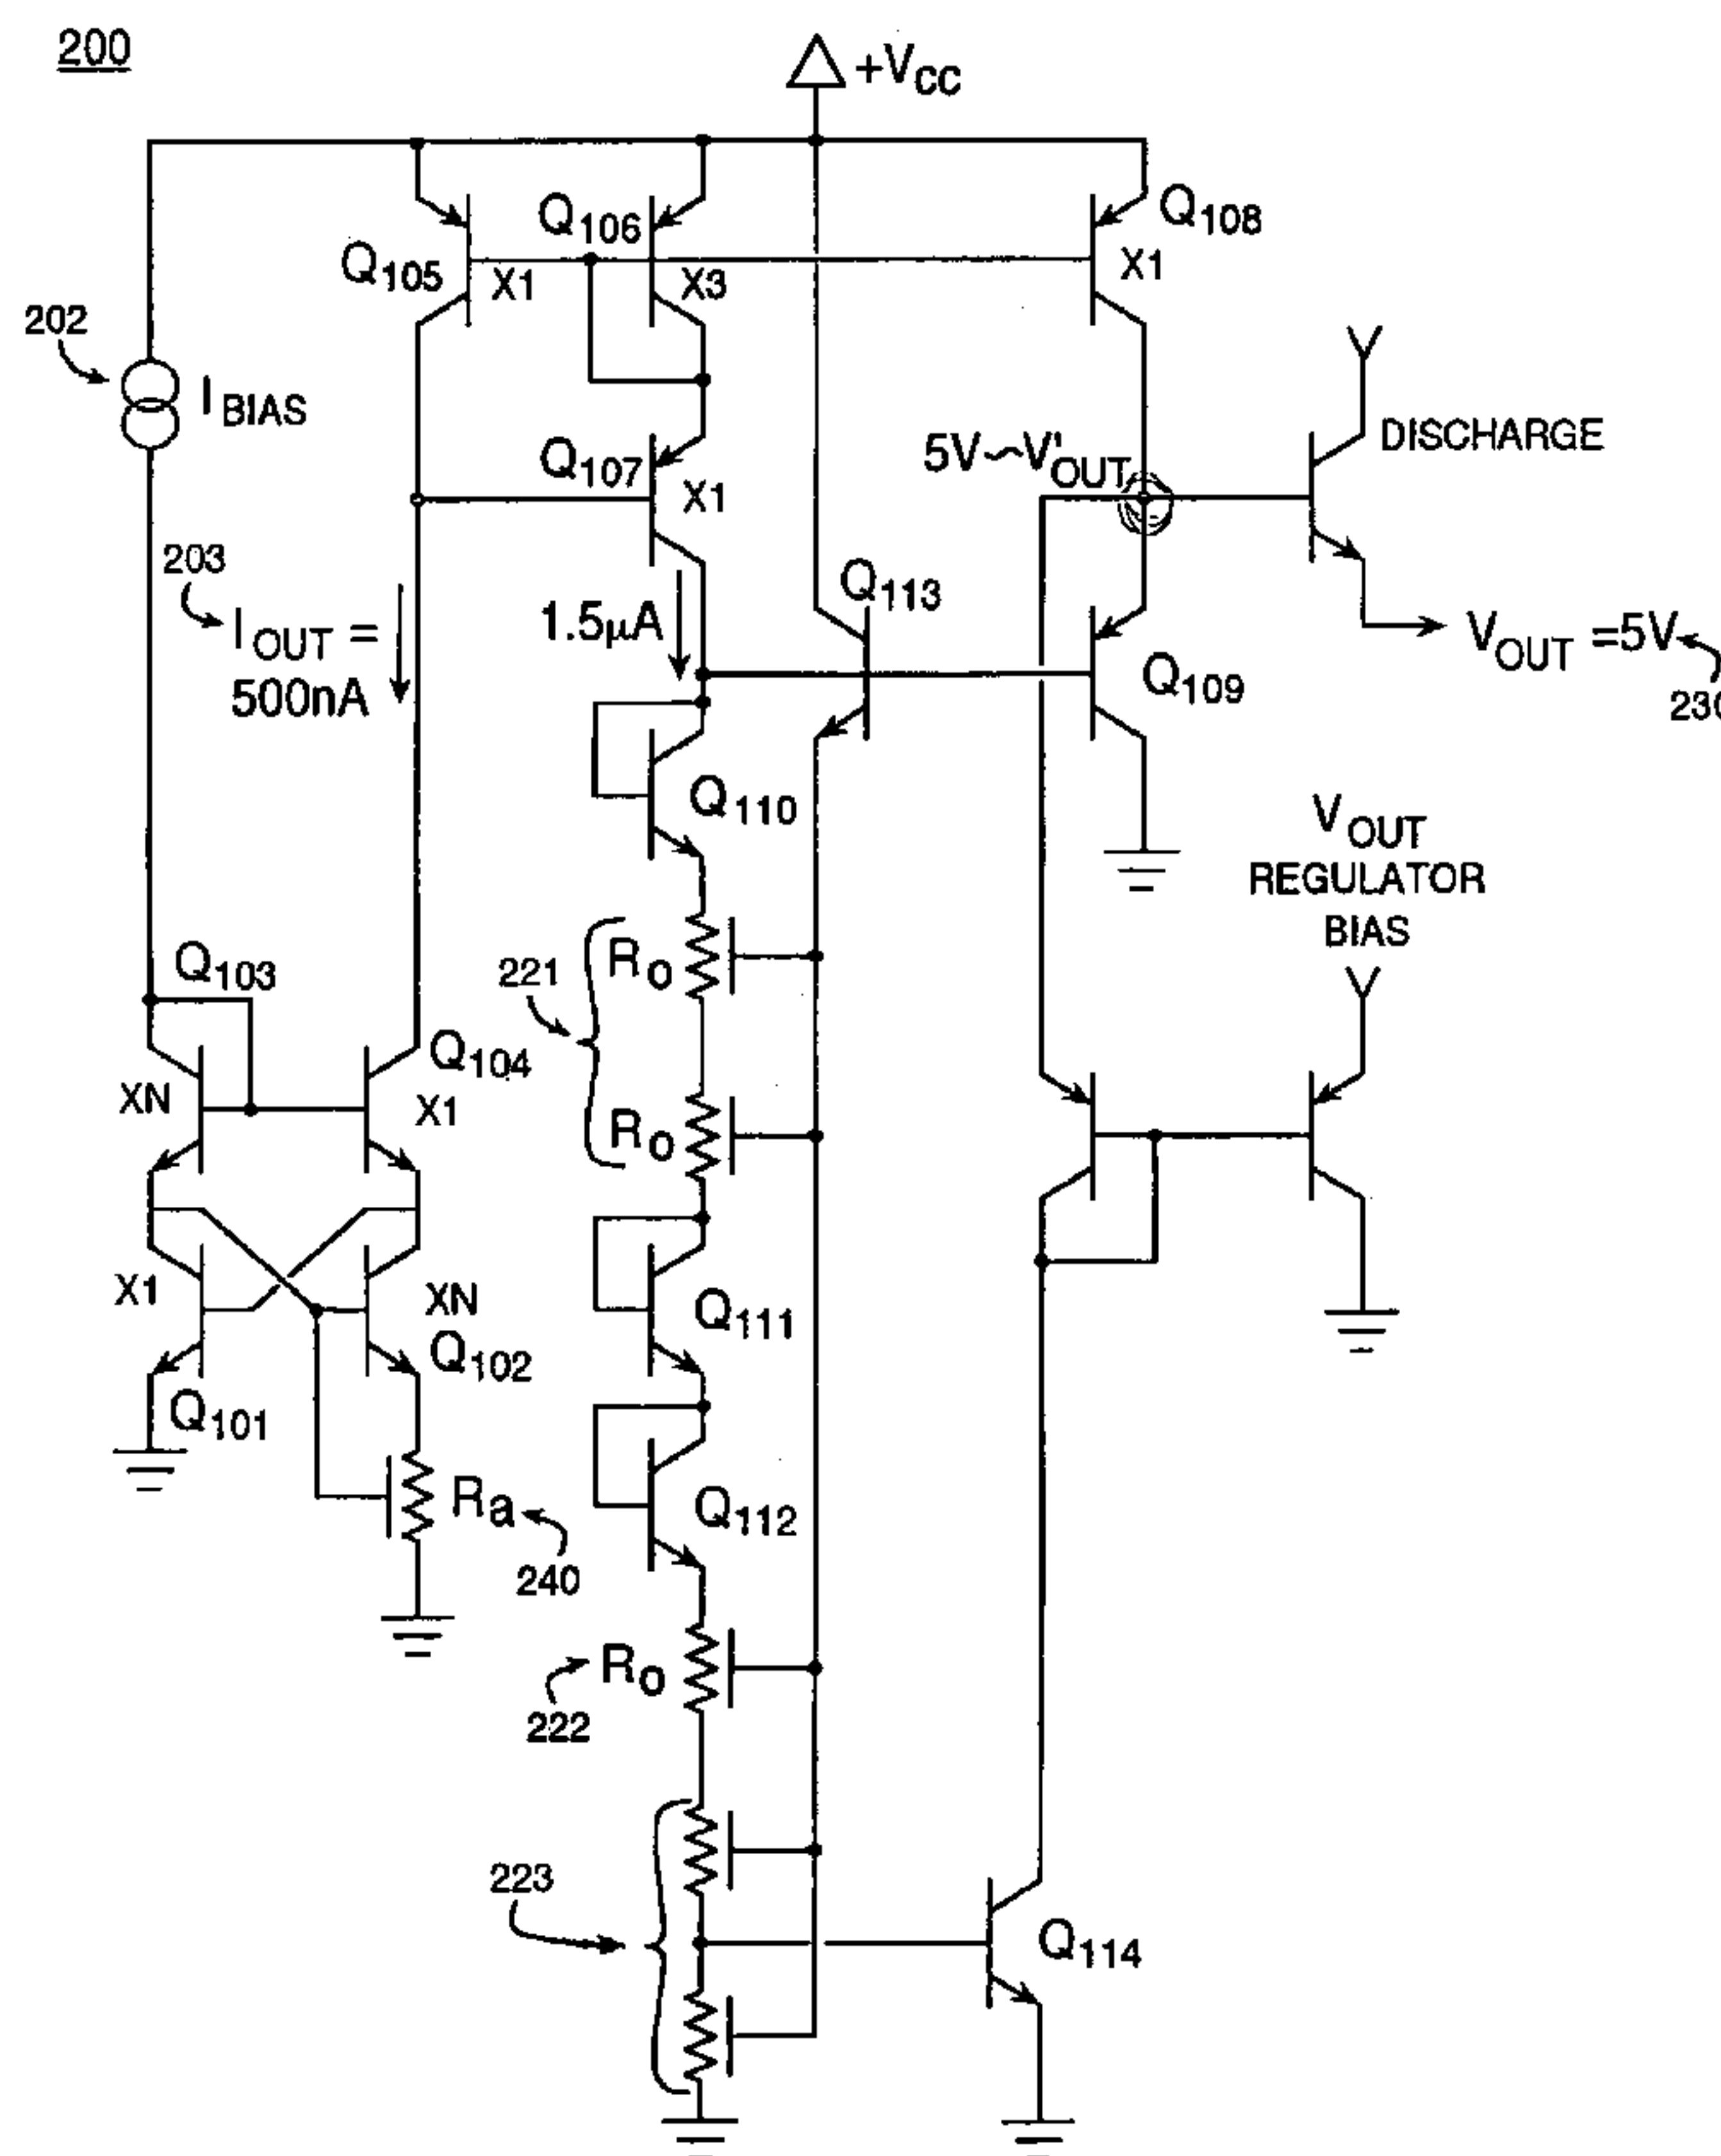 200
+VCC
Q105
X1
Q106
X3
Q108
X1
202
IBIAS
Q107
X1
5V~V'OUT
DISCHARGE
203
IOUT =
500nA
1.5µA
Q113
VOUT =5V
230
Q109
Q110
VOUT
REGULATOR
BIAS
Q103
221
Ro
XN
Q104
X1
Ro
X1
XN
Q102
Q101
Q111
Ra
240
Q112
Ro
222
223
Q114